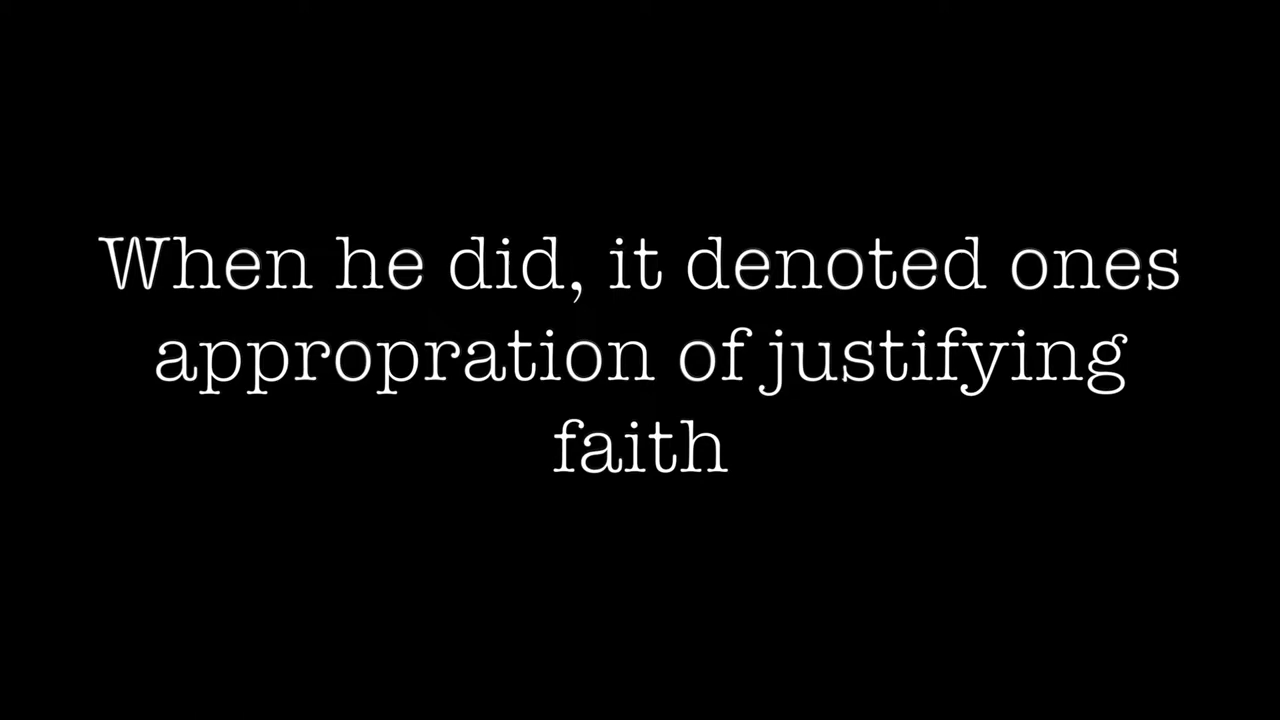 When he did, it denoted ones
appropration of justifying
faith